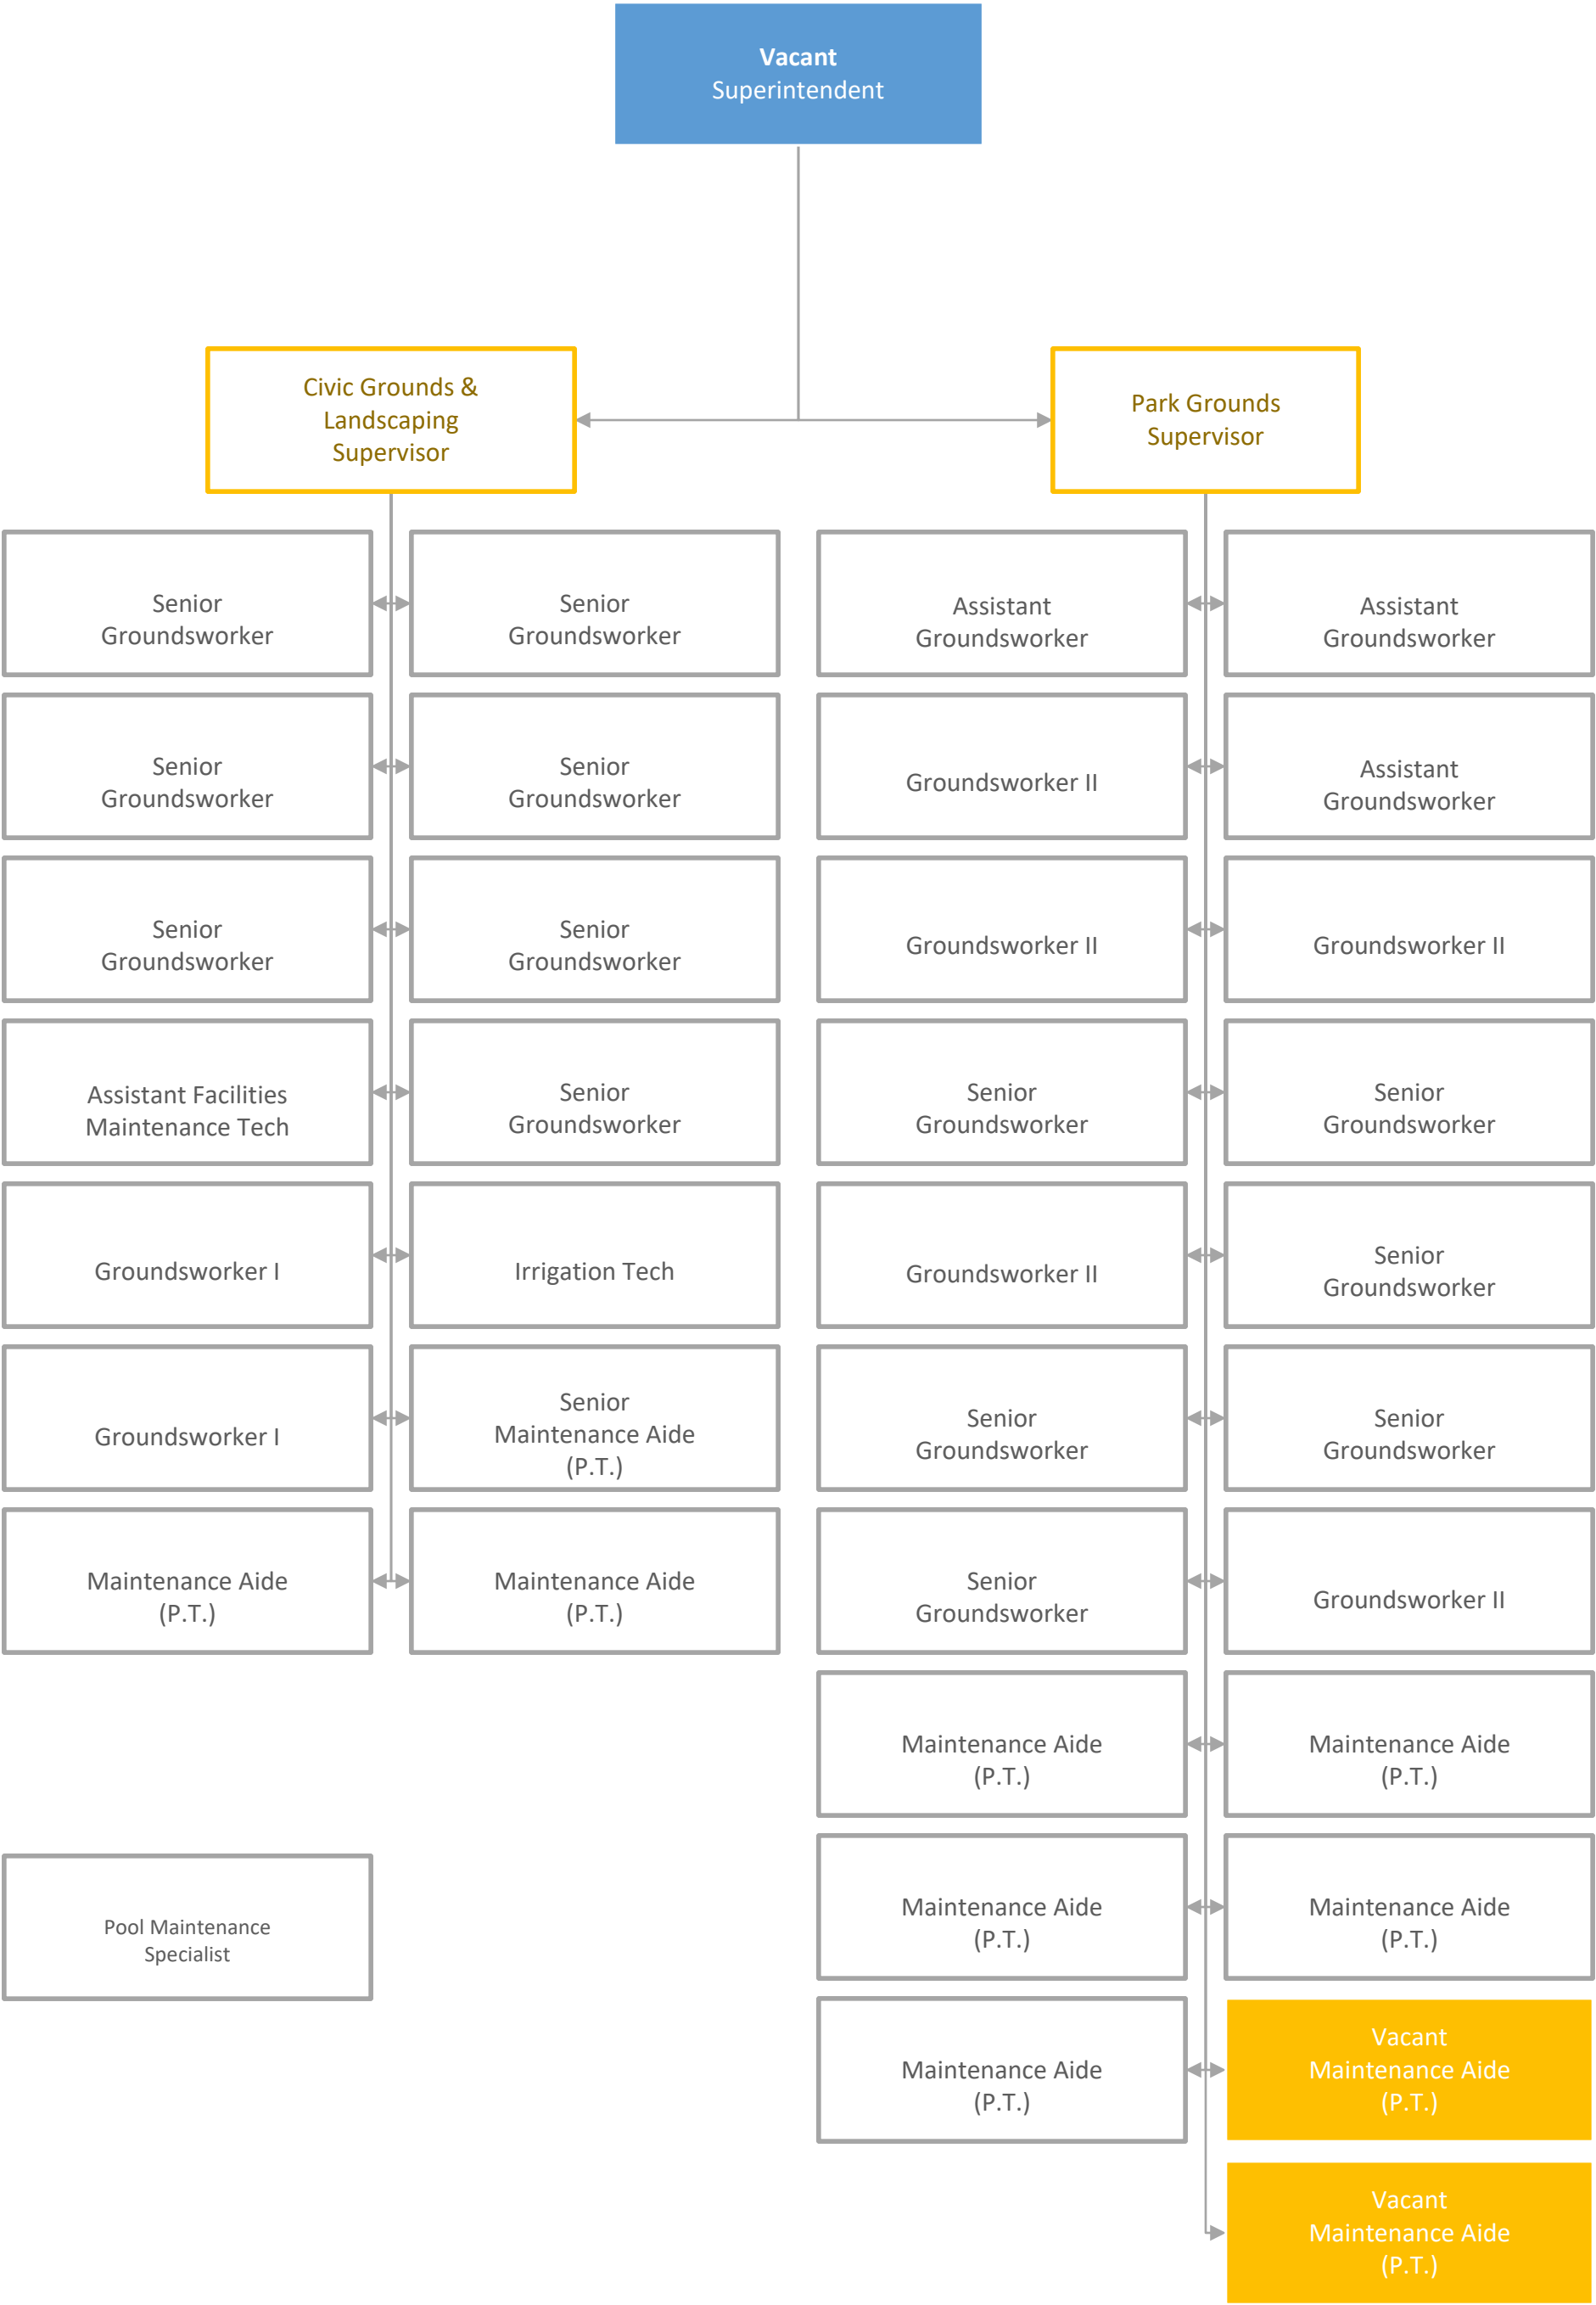 Vacant
Superintendent
Civic Grounds &
Landscaping
Supervisor
Park Grounds
Supervisor
Senior
Groundsworker
Senior
Groundsworker
Assistant
Groundsworker
Assistant
Groundsworker
Senior
Groundsworker
Senior
Groundsworker
Groundsworker II
Assistant
Groundsworker
Senior
Groundsworker
Senior
Groundsworker
Groundsworker II
Groundsworker II
Assistant Facilities
Maintenance Tech
Senior
Groundsworker
Senior
Groundsworker
Senior
Groundsworker
Groundsworker I
Irrigation Tech
Groundsworker II
Senior
Groundsworker
Groundsworker I
Senior
Maintenance Aide
(P.T.)
Senior
Groundsworker
Senior
Groundsworker
Maintenance Aide
(P.T.)
Maintenance Aide
(P.T.)
Senior
Groundsworker
Groundsworker II
Maintenance Aide
(P.T.)
Maintenance Aide
(P.T.)
Pool Maintenance
Specialist
Maintenance Aide
(P.T.)
Maintenance Aide
(P.T.)
Maintenance Aide
(P.T.)
Vacant
Maintenance Aide
(P.T.)
Vacant
Maintenance Aide
(P.T.)